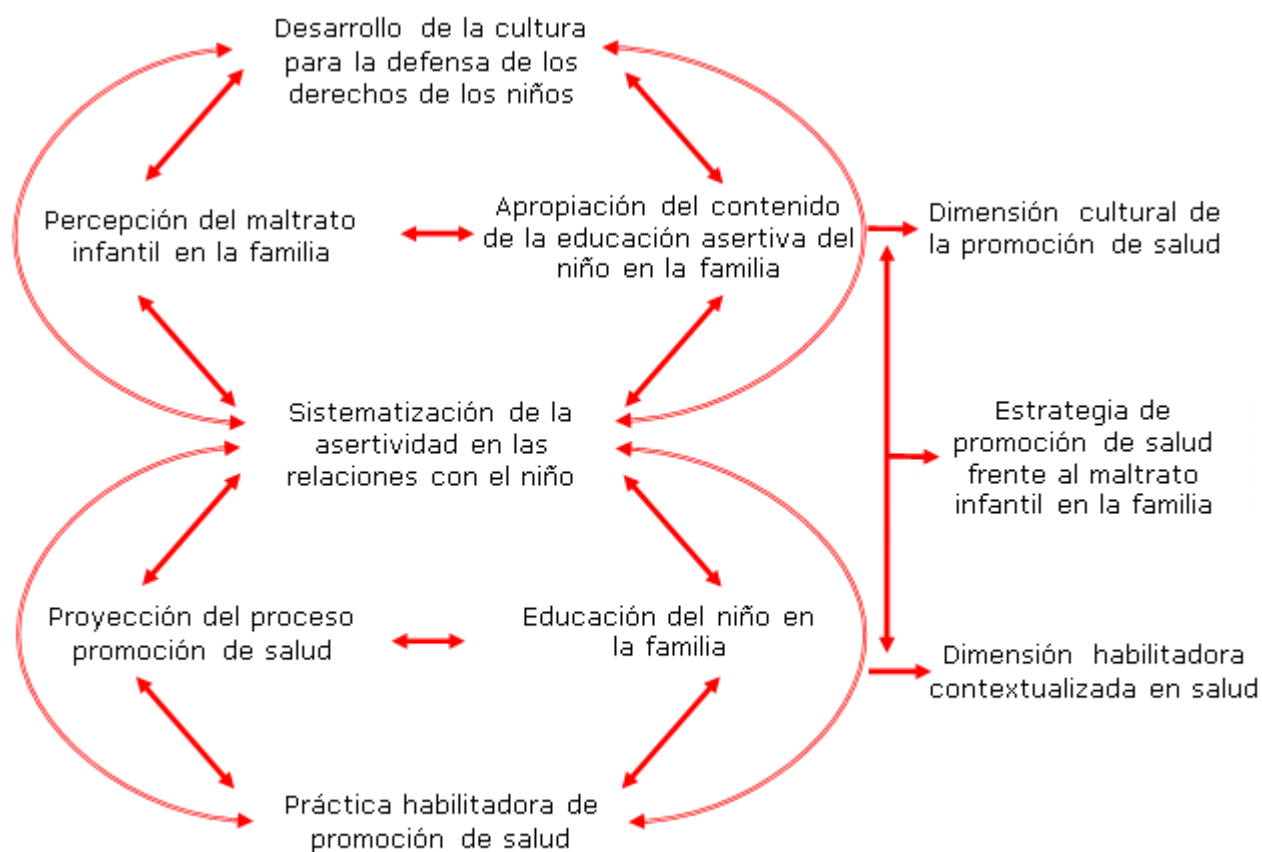 Desarrollo de la cultura
para la defensa de los
derechos de los niños
Percepción del maltrato
infantil en la familia
Apropiación del contenido
de la educación asertiva del
niño en la familia
Dimensión cultural de
la promoción de salud
Sistematización de la
asertividad en las
relaciones con el niño
Estrategia de
promoción de salud
frente al maltrato
infantil en la familia
Proyección del proceso
promoción de salud
Educación del niño en
la familia
Dimensión habilitadora
contextualizada en salud
Práctica habilitadora de
promoción de salud